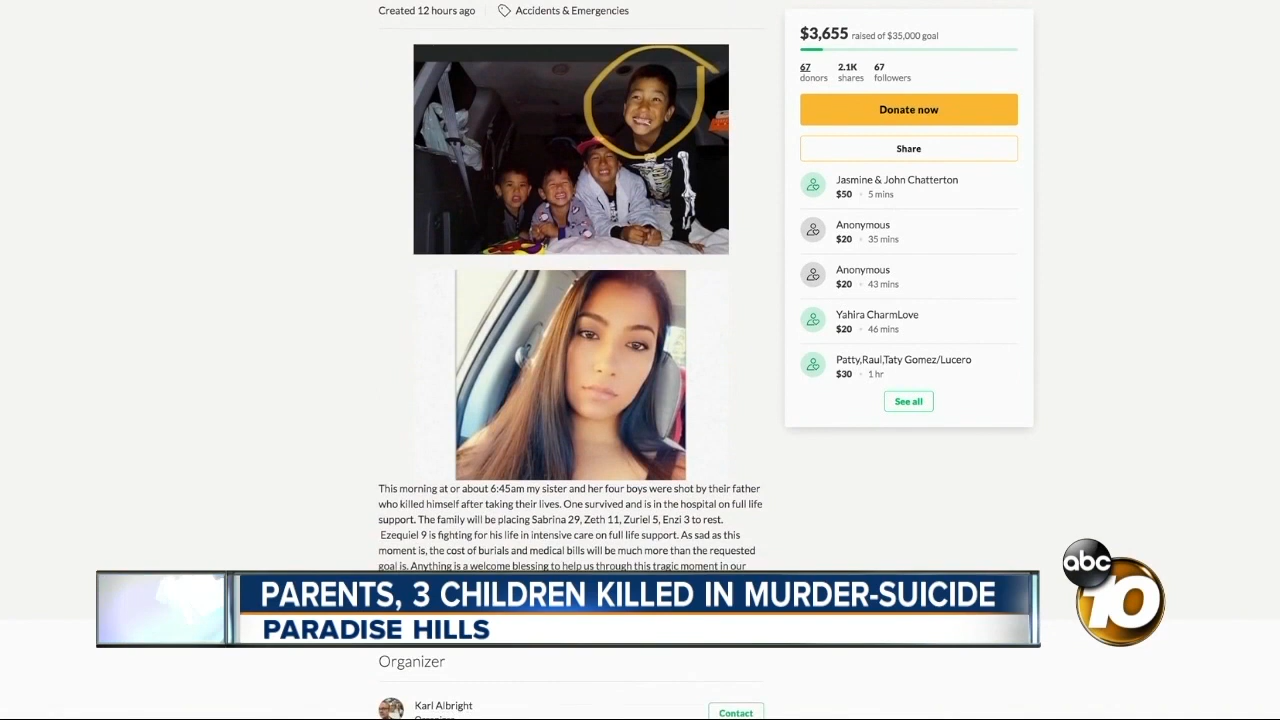 Created 12 hours ago
Accidents & Emergencies
This morning at or about 6:45am my sister and her four boys were shot by their father
who killed himself after taking their lives. One survived and is in the hospital on full life
support. The family will be placing Sabrina 29, Zeth 11, Zuriel 5, Enzi 3 to rest.
Ezequiel 9 is fighting for his life in intensive care on full life support. As sad as this
moment is, the cost of burials and medical bills will be much more than the requested
goal is. Anything is a welcome blessing to help us through this tragic moment in our
$3,655 raised of $35,000 goal
67 donors
2.1K shares
67 followers
Donate now
Share
Jasmine & John Chatterton
$50 • 5 mins
Anonymous
$20 • 35 mins
Anonymous
$20 • 43 mins
Yahira CharmLove
$20 • 46 mins
Patty,Raul,Taty Gomez/Lucero
$30 • 1 hr
See all
PARENTS, 3 CHILDREN KILLED IN MURDER-SUICIDE
PARADISE HILLS
abc
10
Organizer
Karl Albright
Contact